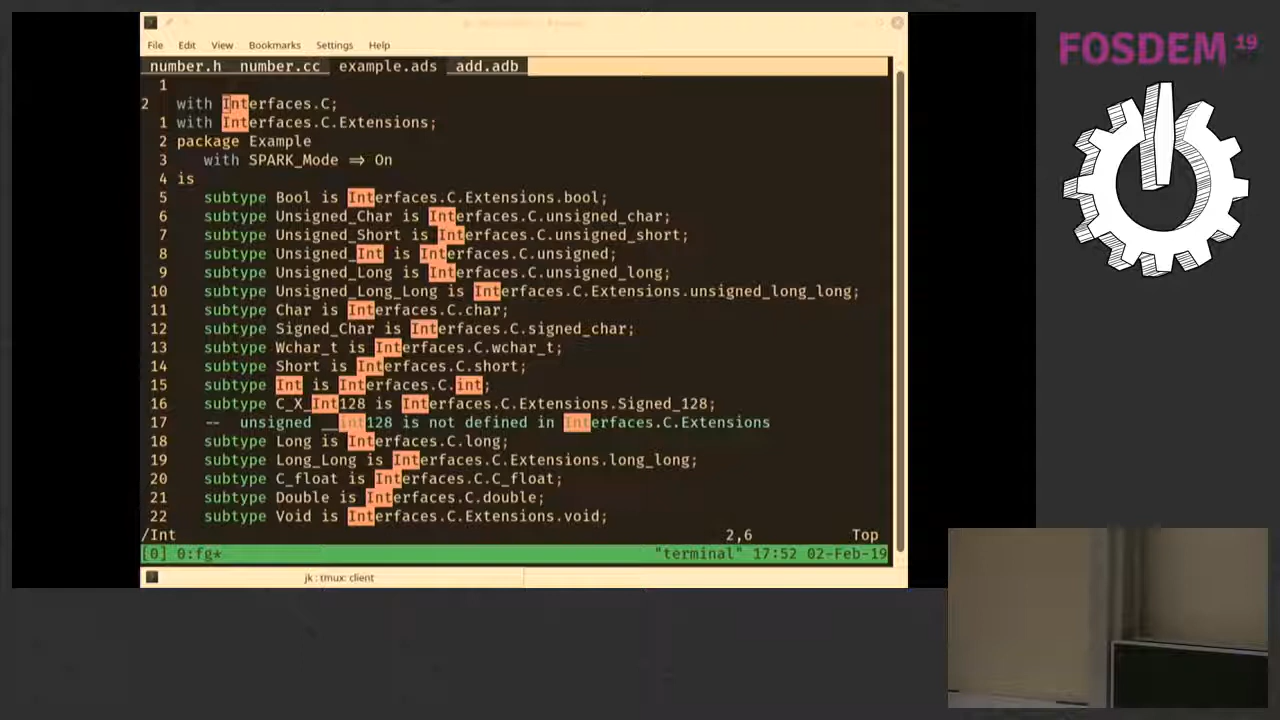 FOSDEM 19
File Edit View Bookmarks Settings Help
number.h number.cc example.ads add.adb
1
2 with Interfaces.C;
1 with Interfaces.C.Extensions;
2 package Example
3 with SPARK_Mode ⇒ On
4 is
5 subtype Bool is Interfaces.C.Extensions.bool;
6 subtype Unsigned_Char is Interfaces.C.unsigned_char;
7 subtype Unsigned_Short is Interfaces.C.unsigned_short;
8 subtype Unsigned_Int is Interfaces.C.unsigned;
9 subtype Unsigned_Long is Interfaces.C.unsigned_long;
10 subtype Unsigned_Long_Long is Interfaces.C.Extensions.unsigned_long_long;
11 subtype Char is Interfaces.C.char;
12 subtype Signed_Char is Interfaces.C.signed_char;
13 subtype Wchar_t is Interfaces.C.wchar_t;
14 subtype Short is Interfaces.C.short;
15 subtype Int is Interfaces.C.int;
16 subtype C_X_Int128 is Interfaces.C.Extensions.Signed_128;
17 -- unsigned __int128 is not defined in Interfaces.C.Extensions
18 subtype Long is Interfaces.C.long;
19 subtype Long_Long is Interfaces.C.Extensions.long_long;
20 subtype C_float is Interfaces.C.C_float;
21 subtype Double is Interfaces.C.double;
22 subtype Void is Interfaces.C.Extensions.void;
/Int 2,6 Top
[0] 0:fg* "terminal" 17:52 02-Feb-19
jk : tmux: client